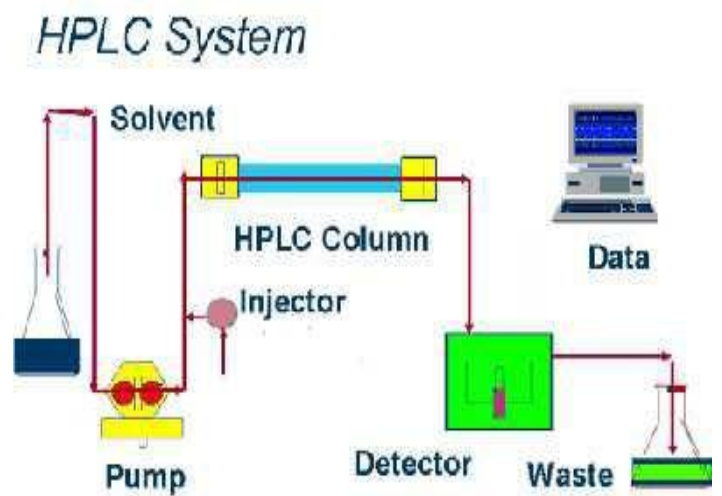 HPLC System
Solvent
HPLC Column
Data
Injector
Pump
Detector
Waste